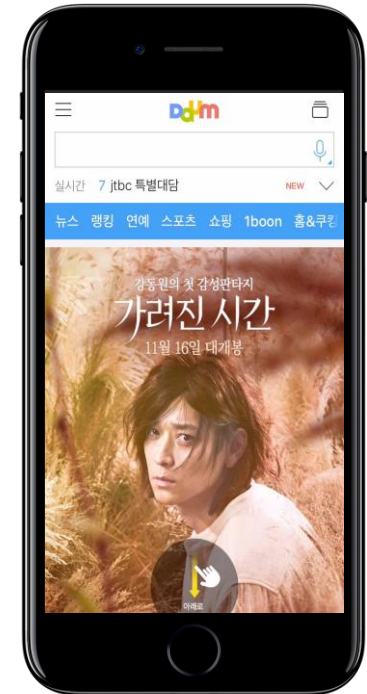 Daum
실시간 7 jtbc 특별대담 NEW
뉴스 랭킹 연예 스포츠 쇼핑 1boon 홈&쿠킹
강동원의 첫 감성판타지
가려진 시간
11월 16일 대개봉
아래로